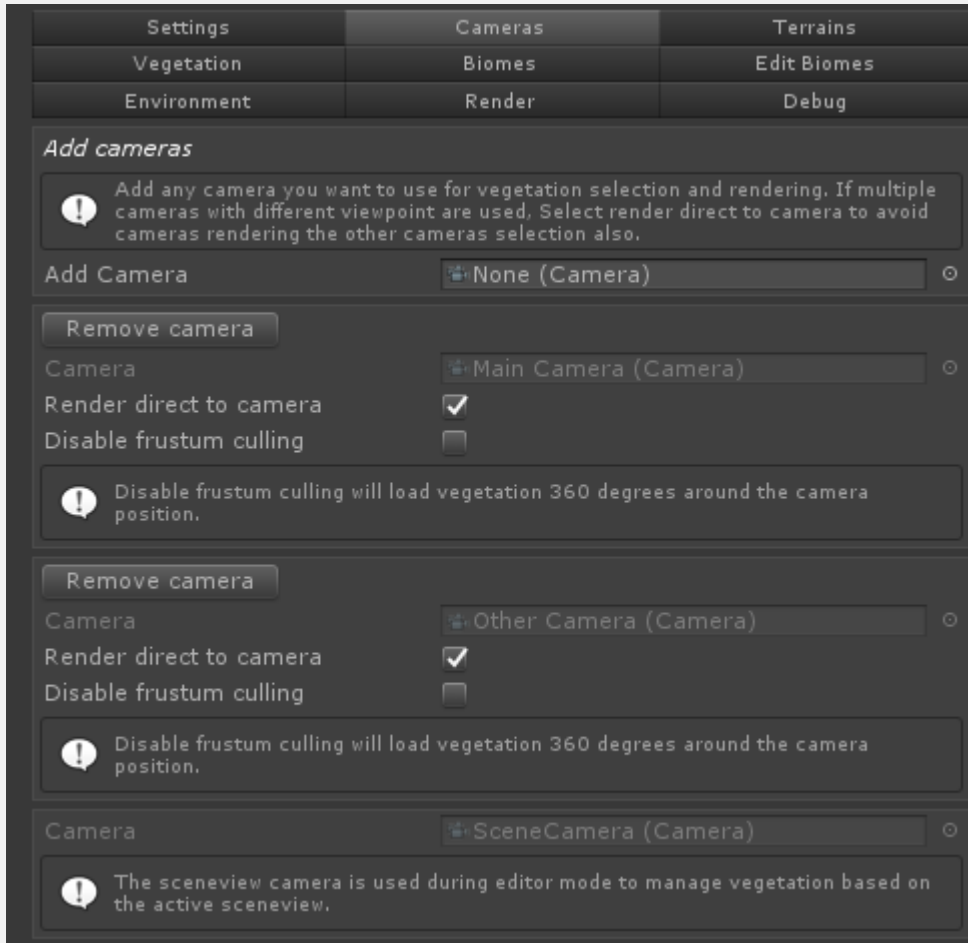 Settings
Cameras
Terrains
Vegetation
Biomes
Edit Biomes
Environment
Render
Debug
Add cameras
Add any camera you want to use for vegetation selection and rendering. If multiple
cameras with different viewpoint are used, Select render direct to camera to avoid
cameras rendering the other cameras selection also.
Add Camera
None (Camera)
Remove camera
Camera
Main Camera (Camera)
Render direct to camera
Disable frustum culling
Disable frustum culling will load vegetation 360 degrees around the camera
position.
Remove camera
Camera
Other Camera (Camera)
Render direct to camera
Disable frustum culling
Disable frustum culling will load vegetation 360 degrees around the camera
position.
Camera
SceneCamera (Camera)
The sceneview camera is used during editor mode to manage vegetation based on
the active sceneview.